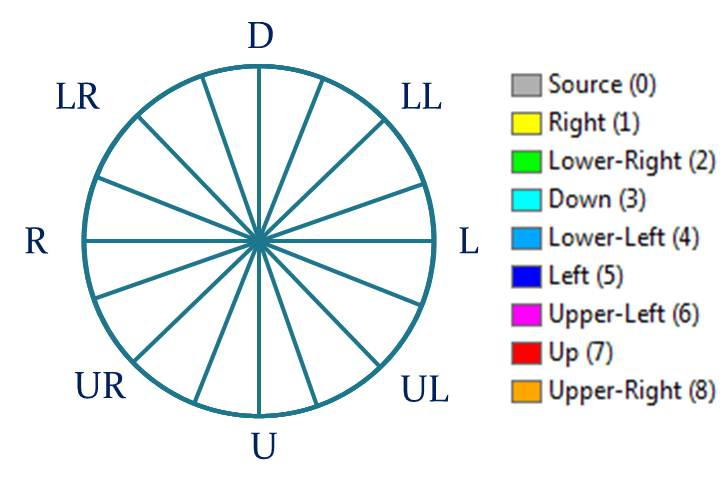 D
LR
LL
R
L
UR
UL
U
Source (0)
Right (1)
Lower-Right (2)
Down (3)
Lower-Left (4)
Left (5)
Upper-Left (6)
Up (7)
Upper-Right (8)